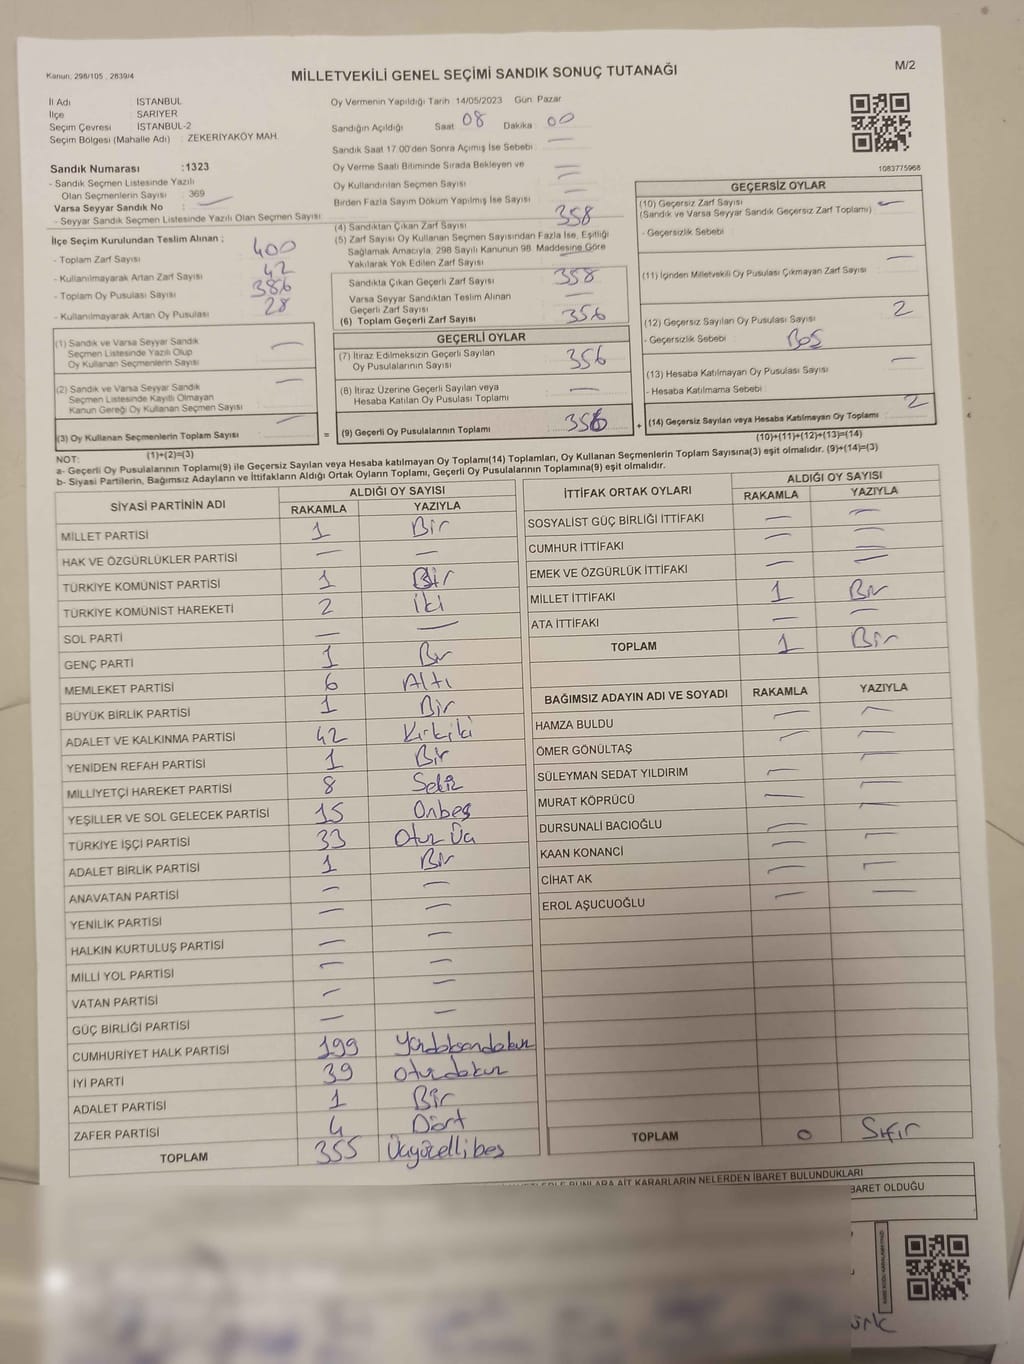 Kanun: 298/105 , 2839/4
MİLLETVEKİLİ GENEL SEÇİMİ SANDIK SONUÇ TUTANAĞI
M/2
İl Adı : İSTANBUL
İlçe : SARIYER
Seçim Çevresi : İSTANBUL-2
Seçim Bölgesi (Mahalle Adı) : ZEKERİYAKÖY MAH.
Oy Vermenin Yapıldığı Tarih 14/05/2023 Gün Pazar
Sandığın Açıldığı Saat 08 Dakika : 00
Sandık Saat 17.00'den Sonra Açılmış İse Sebebi : —
Oy Verme Saati Bitiminde Sırada Bekleyen ve
Oy Kullandırılan Seçmen Sayısı —
Birden Fazla Sayım Döküm Yapılmış İse Sayısı —
1083775968
Sandık Numarası : 1323
- Sandık Seçmen Listesinde Yazılı
Olan Seçmenlerin Sayısı : 369
Varsa Seyyar Sandık No : —
- Seyyar Sandık Seçmen Listesinde Yazılı Olan Seçmen Sayısı
İlçe Seçim Kurulundan Teslim Alınan ;
- Toplam Zarf Sayısı 400
- Kullanılmayarak Artan Zarf Sayısı 42
- Toplam Oy Pusulası Sayısı 386
- Kullanılmayarak Artan Oy Pusulası 28
(1) Sandık ve Varsa Seyyar Sandık
Seçmen Listesinde Yazılı Olup
Oy Kullanan Seçmenlerin Sayısı —
(2) Sandık ve Varsa Seyyar Sandık
Seçmen Listesinde Kayıtlı Olmayan
Kanun Gereği Oy Kullanan Seçmen Sayısı —
(3) Oy Kullanan Seçmenlerin Toplam Sayısı —
(1)+(2)=(3)
(4) Sandıktan Çıkan Zarf Sayısı 358
(5) Zarf Sayısı Oy Kullanan Seçmen Sayısından Fazla İse, Eşitliği
Sağlamak Amacıyla, 298 Sayılı Kanunun 98. Maddesine Göre
Yakılarak Yok Edilen Zarf Sayısı —
Sandıkta Çıkan Geçerli Zarf Sayısı 358
Varsa Seyyar Sandıktan Teslim Alınan
Geçerli Zarf Sayısı —
(6) Toplam Geçerli Zarf Sayısı 356
GEÇERLİ OYLAR
(7) İtiraz Edilmeksizin Geçerli Sayılan
Oy Pusulalarının Sayısı 356
(8) İtiraz Üzerine Geçerli Sayılan veya
Hesaba Katılan Oy Pusulası Toplamı —
= (9) Geçerli Oy Pusulalarının Toplamı 356 +
GEÇERSİZ OYLAR
(10) Geçersiz Zarf Sayısı
(Sandık ve Varsa Seyyar Sandık Geçersiz Zarf Toplamı) —
- Geçersizlik Sebebi
(11) İçinden Milletvekili Oy Pusulası Çıkmayan Zarf Sayısı —
(12) Geçersiz Sayılan Oy Pusulası Sayısı 2
- Geçersizlik Sebebi : Boş
(13) Hesaba Katılmayan Oy Pusulası Sayısı —
- Hesaba Katılmama Sebebi :
(14) Geçersiz Sayılan veya Hesaba Katılmayan Oy Toplamı 2
(10)+(11)+(12)+(13)=(14)
NOT:
a- Geçerli Oy Pusulalarının Toplamı(9) ile Geçersiz Sayılan veya Hesaba katılmayan Oy Toplamı(14) Toplamları, Oy Kullanan Seçmenlerin Toplam Sayısına(3) eşit olmalıdır. (9)+(14)=(3)
b- Siyasi Partilerin, Bağımsız Adayların ve İttifakların Aldığı Ortak Oyların Toplamı, Geçerli Oy Pusulalarının Toplamına(9) eşit olmalıdır.
SİYASİ PARTİNİN ADI ALDIĞI OY SAYISI
RAKAMLA YAZIYLA
MİLLET PARTİSİ 1 Bir
HAK VE ÖZGÜRLÜKLER PARTİSİ — —
TÜRKİYE KOMÜNİST PARTİSİ 1 Bir
TÜRKİYE KOMÜNİST HAREKETİ 2 iki
SOL PARTİ — —
GENÇ PARTİ 1 Bir
MEMLEKET PARTİSİ 6 Altı
BÜYÜK BİRLİK PARTİSİ 1 Bir
ADALET VE KALKINMA PARTİSİ 42 Kırkiki
YENİDEN REFAH PARTİSİ 1 Bir
MİLLİYETÇİ HAREKET PARTİSİ 8 Sekiz
YEŞİLLER VE SOL GELECEK PARTİSİ 15 Onbeş
TÜRKİYE İŞÇİ PARTİSİ 33 Otuz Üç
ADALET BİRLİK PARTİSİ 1 Bir
ANAVATAN PARTİSİ — —
YENİLİK PARTİSİ — —
HALKIN KURTULUŞ PARTİSİ — —
MİLLİ YOL PARTİSİ — —
VATAN PARTİSİ — —
GÜÇ BİRLİĞİ PARTİSİ — —
CUMHURİYET HALK PARTİSİ 199 Yüzdoksandokuz
İYİ PARTİ 39 otuzdokuz
ADALET PARTİSİ 1 Bir
ZAFER PARTİSİ 4 Dört
TOPLAM 355 Üçyüzellibeş
İTTİFAK ORTAK OYLARI ALDIĞI OY SAYISI
RAKAMLA YAZIYLA
SOSYALİST GÜÇ BİRLİĞİ İTTİFAKI — —
CUMHUR İTTİFAKI — —
EMEK VE ÖZGÜRLÜK İTTİFAKI — —
MİLLET İTTİFAKI 1 Bir
ATA İTTİFAKI — —
TOPLAM 1 Bir
BAĞIMSIZ ADAYIN ADI VE SOYADI RAKAMLA YAZIYLA
HAMZA BULDU — —
ÖMER GÖNÜLTAŞ — —
SÜLEYMAN SEDAT YILDIRIM — —
MURAT KÖPRÜCÜ — —
DURSUNALİ BACIOĞLU — —
KAAN KONANCİ — —
CİHAT AK — —
EROL AŞUCUOĞLU — —
TOPLAM 0 Sıfır
BUNLARA AİT KARARLARIN NELERDEN İBARET BULUNDUKLARI
İBARET OLDUĞU